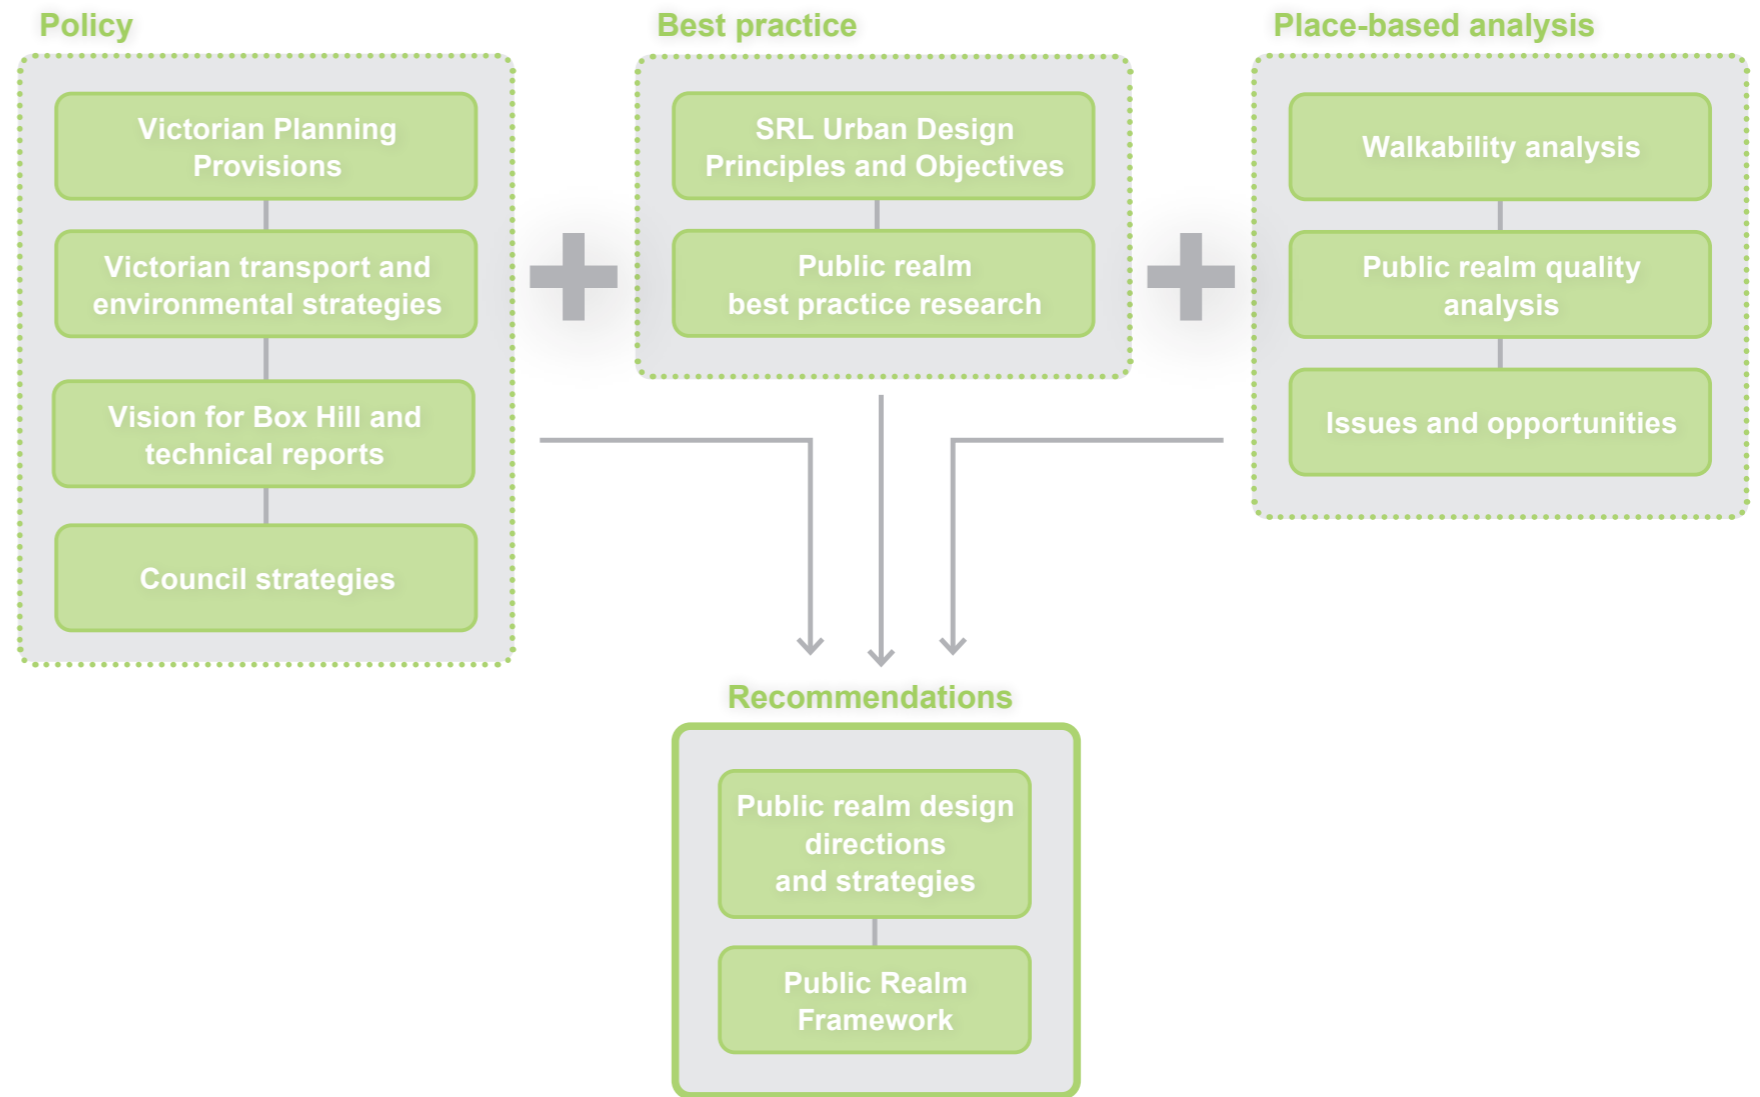 Policy
Victorian Planning
Provisions
Victorian transport and
environmental strategies
Vision for Box Hill and
technical reports
Council strategies
Best practice
SRL Urban Design
Principles and Objectives
Public realm
best practice research
Place-based analysis
Walkability analysis
Public realm quality
analysis
Issues and opportunities
Recommendations
Public realm design
directions
and strategies
Public Realm
Framework